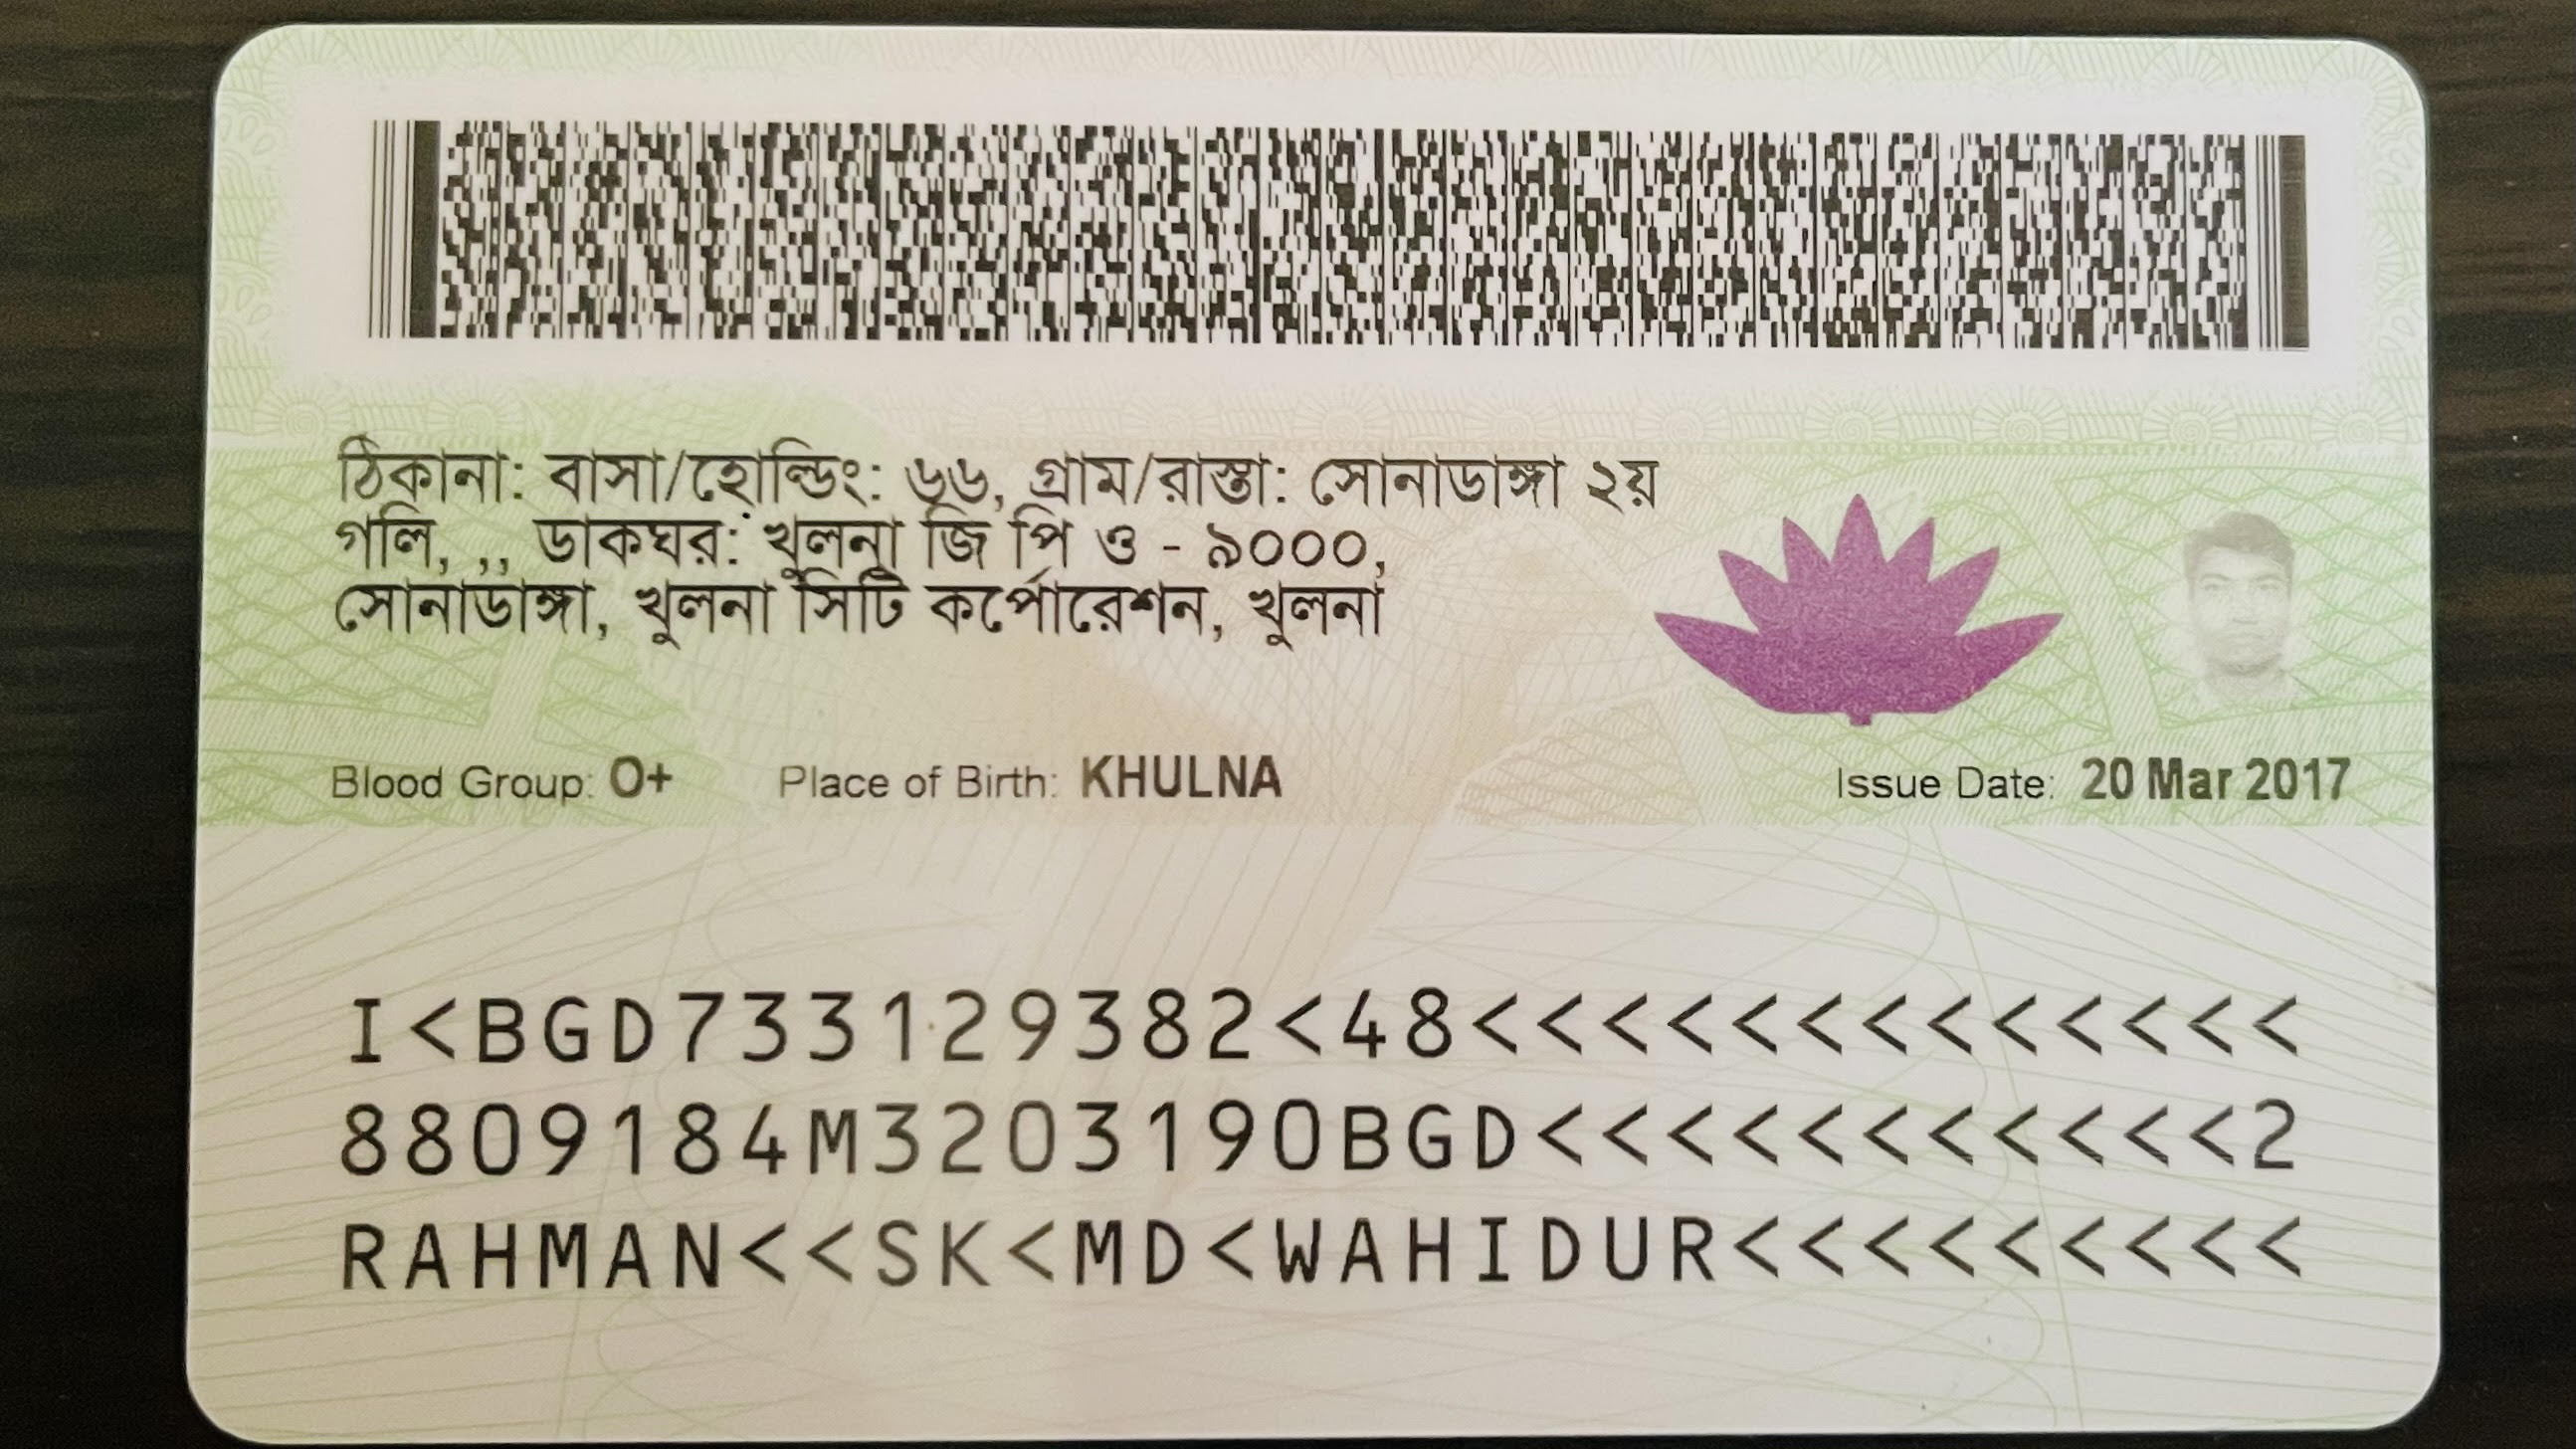 ঠিকানা: বাসা/হোল্ডিং: ৬৬, গ্রাম/রাস্তা: সোনাডাঙ্গা ২য়
গলি, ,, ডাকঘর: খুলনা জি পি ও - ৯০০০,
সোনাডাঙ্গা, খুলনা সিটি কর্পোরেশন, খুলনা
Blood Group: O+ Place of Birth: KHULNA Issue Date: 20 Mar 2017
I<BGD733129382<48<<<<<<<<<<<<<
8809184M3203190BGD<<<<<<<<<<<2
RAHMAN<<SK<MD<WAHIDUR<<<<<<<<<